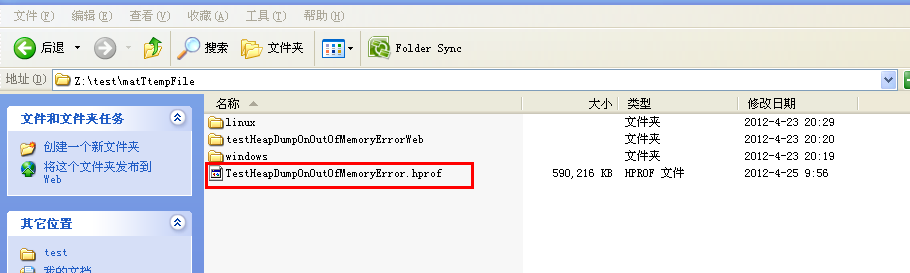 文件(F) 编辑(E) 查看(V) 收藏(A) 工具(T) 帮助(H)
后退 搜索 文件夹 Folder Sync
地址(D) Z:\test\matTtempFile
名称 大小 类型 修改日期
文件和文件夹任务
创建一个新文件夹
将这个文件夹发布到
Web
其它位置
test
我的文档
linux 文件夹 2012-4-23 20:29
testHeapDumpOnOutOfMemoryErrorWeb 文件夹 2012-4-23 20:20
windows 文件夹 2012-4-23 20:19
TestHeapDumpOnOutOfMemoryError.hprof 590,216 KB HPROF 文件 2012-4-25 9:56